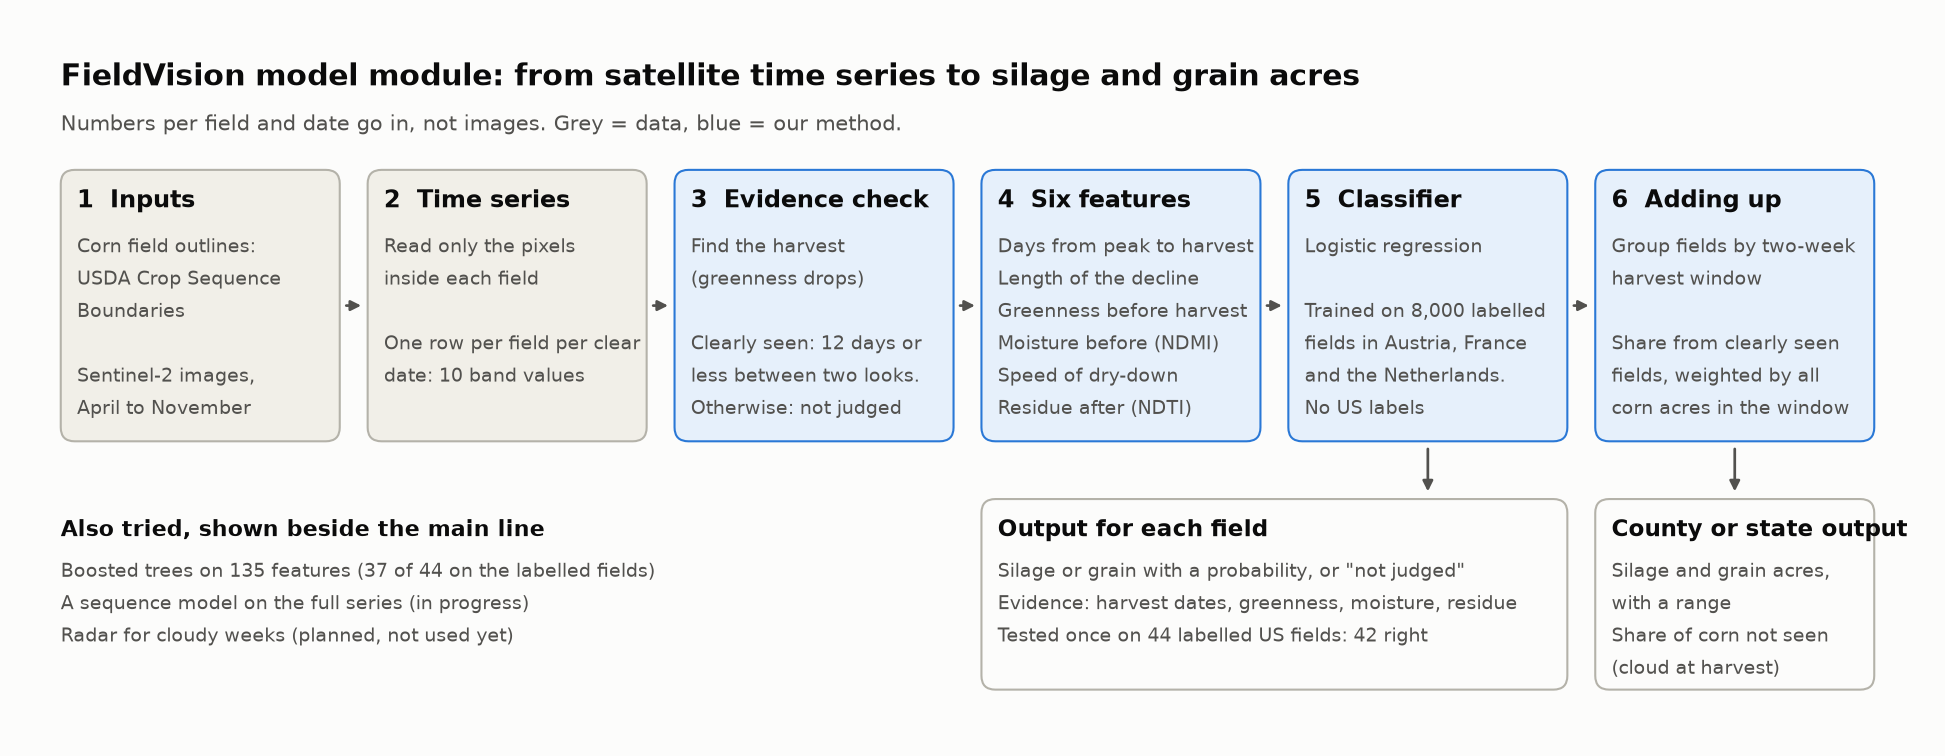 FieldVision model module: from satellite time series to silage and grain acres
Numbers per field and date go in, not images. Grey = data, blue = our method.
1 Inputs
Corn field outlines:
USDA Crop Sequence
Boundaries
Sentinel-2 images,
April to November
2 Time series
Read only the pixels
inside each field
One row per field per clear
date: 10 band values
3 Evidence check
Find the harvest
(greenness drops)
Clearly seen: 12 days or
less between two looks.
Otherwise: not judged
4 Six features
Days from peak to harvest
Length of the decline
Greenness before harvest
Moisture before (NDMI)
Speed of dry-down
Residue after (NDTI)
5 Classifier
Logistic regression
Trained on 8,000 labelled
fields in Austria, France
and the Netherlands.
No US labels
6 Adding up
Group fields by two-week
harvest window
Share from clearly seen
fields, weighted by all
corn acres in the window
Also tried, shown beside the main line
Boosted trees on 135 features (37 of 44 on the labelled fields)
A sequence model on the full series (in progress)
Radar for cloudy weeks (planned, not used yet)
Output for each field
Silage or grain with a probability, or "not judged"
Evidence: harvest dates, greenness, moisture, residue
Tested once on 44 labelled US fields: 42 right
County or state output
Silage and grain acres,
with a range
Share of corn not seen
(cloud at harvest)